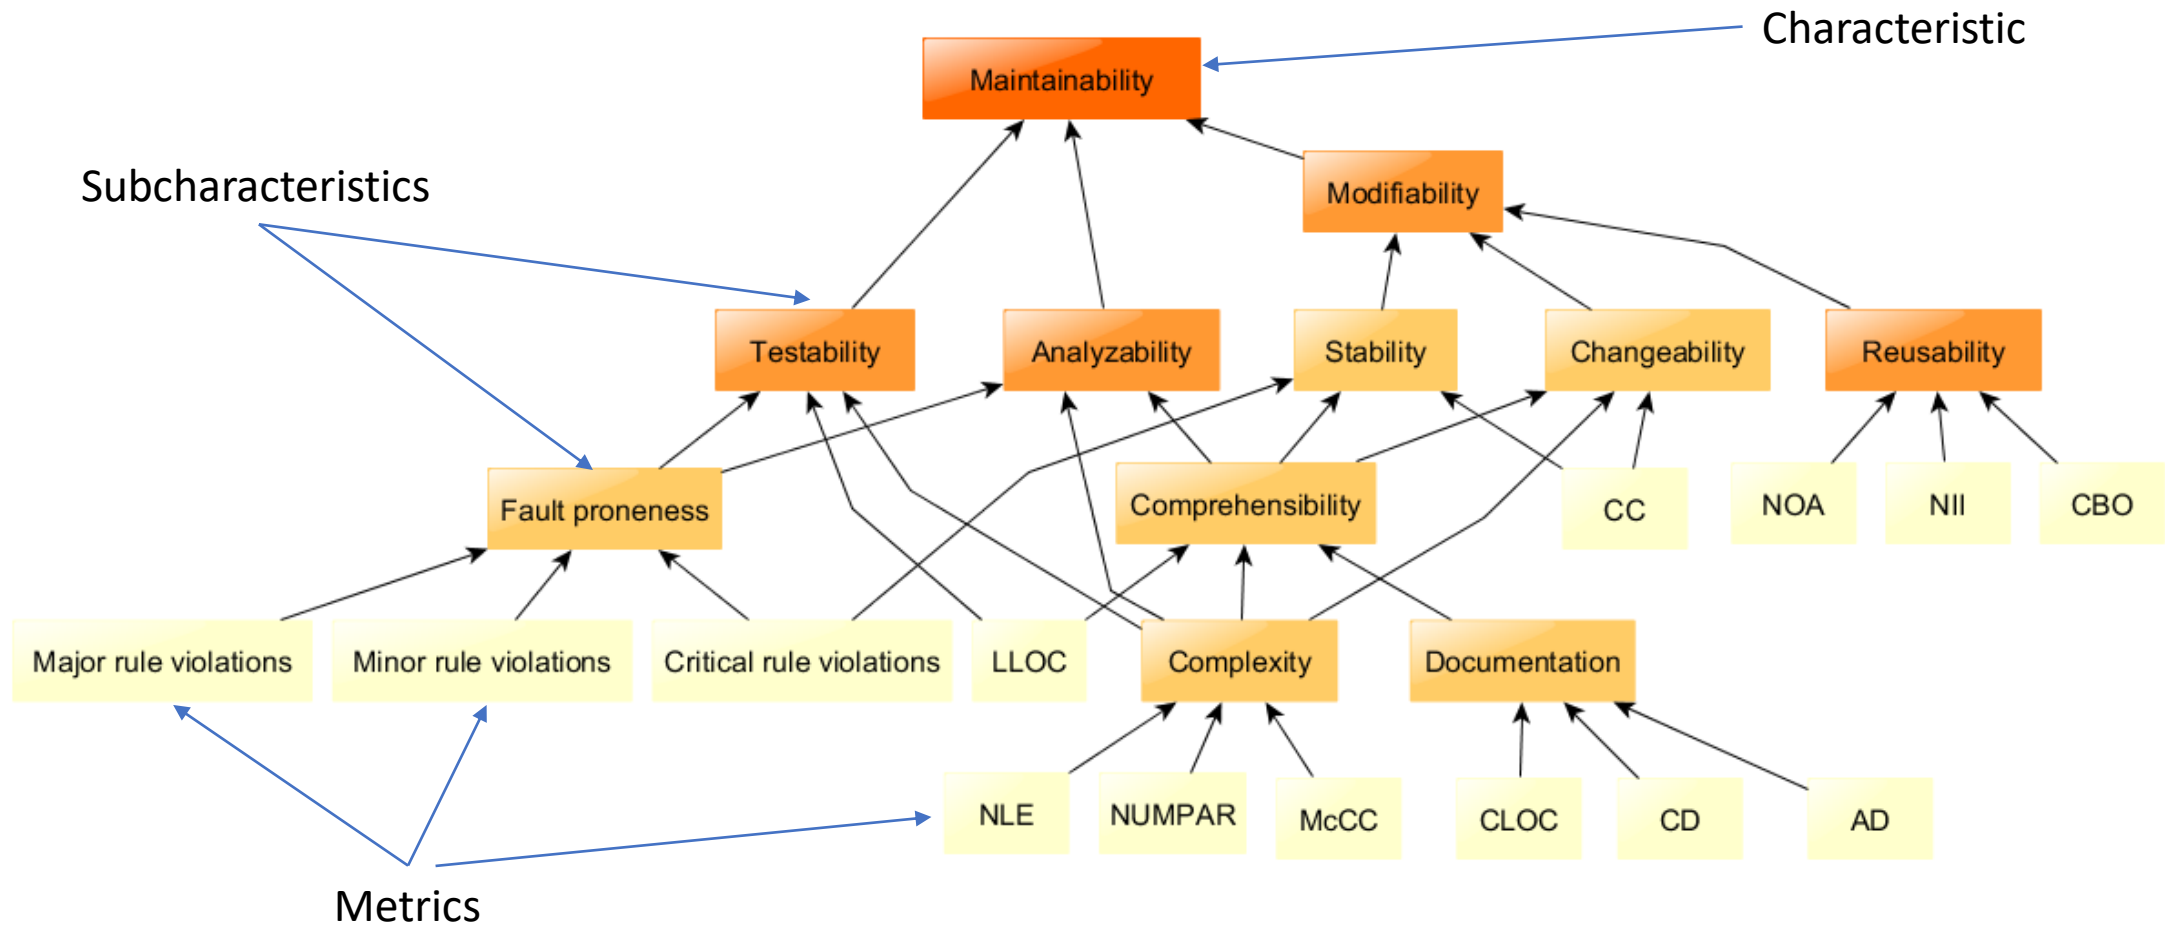 Characteristic
Maintainability
Subcharacteristics
Modifiability
Testability
Analyzability
Stability
Changeability
Reusability
Fault proneness
Comprehensibility
CC
NOA
NII
CBO
Major rule violations
Minor rule violations
Critical rule violations
LLOC
Complexity
Documentation
NLE
NUMPAR
McCC
CLOC
CD
AD
Metrics